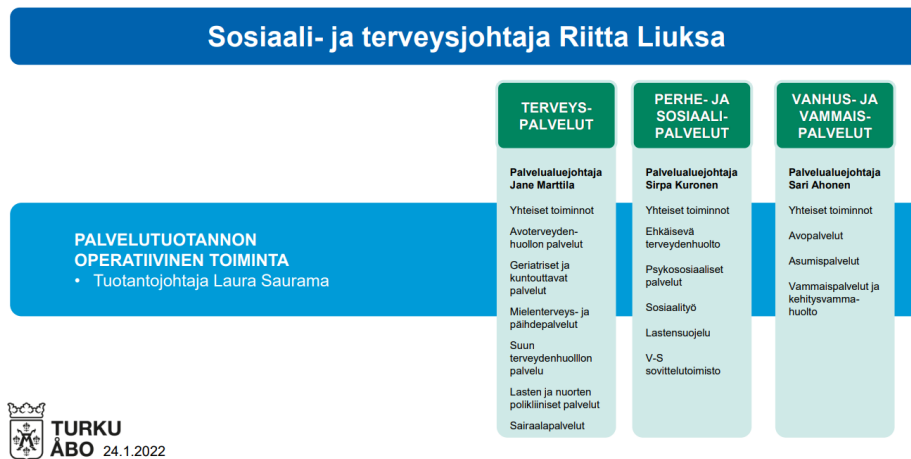 Sosiaali- ja terveysjohtaja Riitta Liuksa
PALVELUTUOTANNON
OPERATIIVINEN TOIMINTA
• Tuotantojohtaja Laura Saurama
TERVEYS-
PALVELUT
Palvelualuejohtaja
Jane Marttila
Yhteiset toiminnot
Avoterveyden-
huollon palvelut
Geriatriset ja
kuntouttavat
palvelut
Mielenterveys- ja
päihdepalvelut
Suun
terveydenhuolllon
palvelu
Lasten ja nuorten
polikliiniset palvelut
Sairaalapalvelut
PERHE- JA
SOSIAALI-
PALVELUT
Palvelualuejohtaja
Sirpa Kuronen
Yhteiset toiminnot
Ehkäisevä
terveydenhuolto
Psykososiaaliset
palvelut
Sosiaalityö
Lastensuojelu
V-S
sovittelutoimisto
VANHUS- JA
VAMMAIS-
PALVELUT
Palvelualuejohtaja
Sari Ahonen
Yhteiset toiminnot
Avopalvelut
Asumispalvelut
Vammaispalvelut ja
kehitysvamma-
huolto
TURKU
ÅBO 24.1.2022